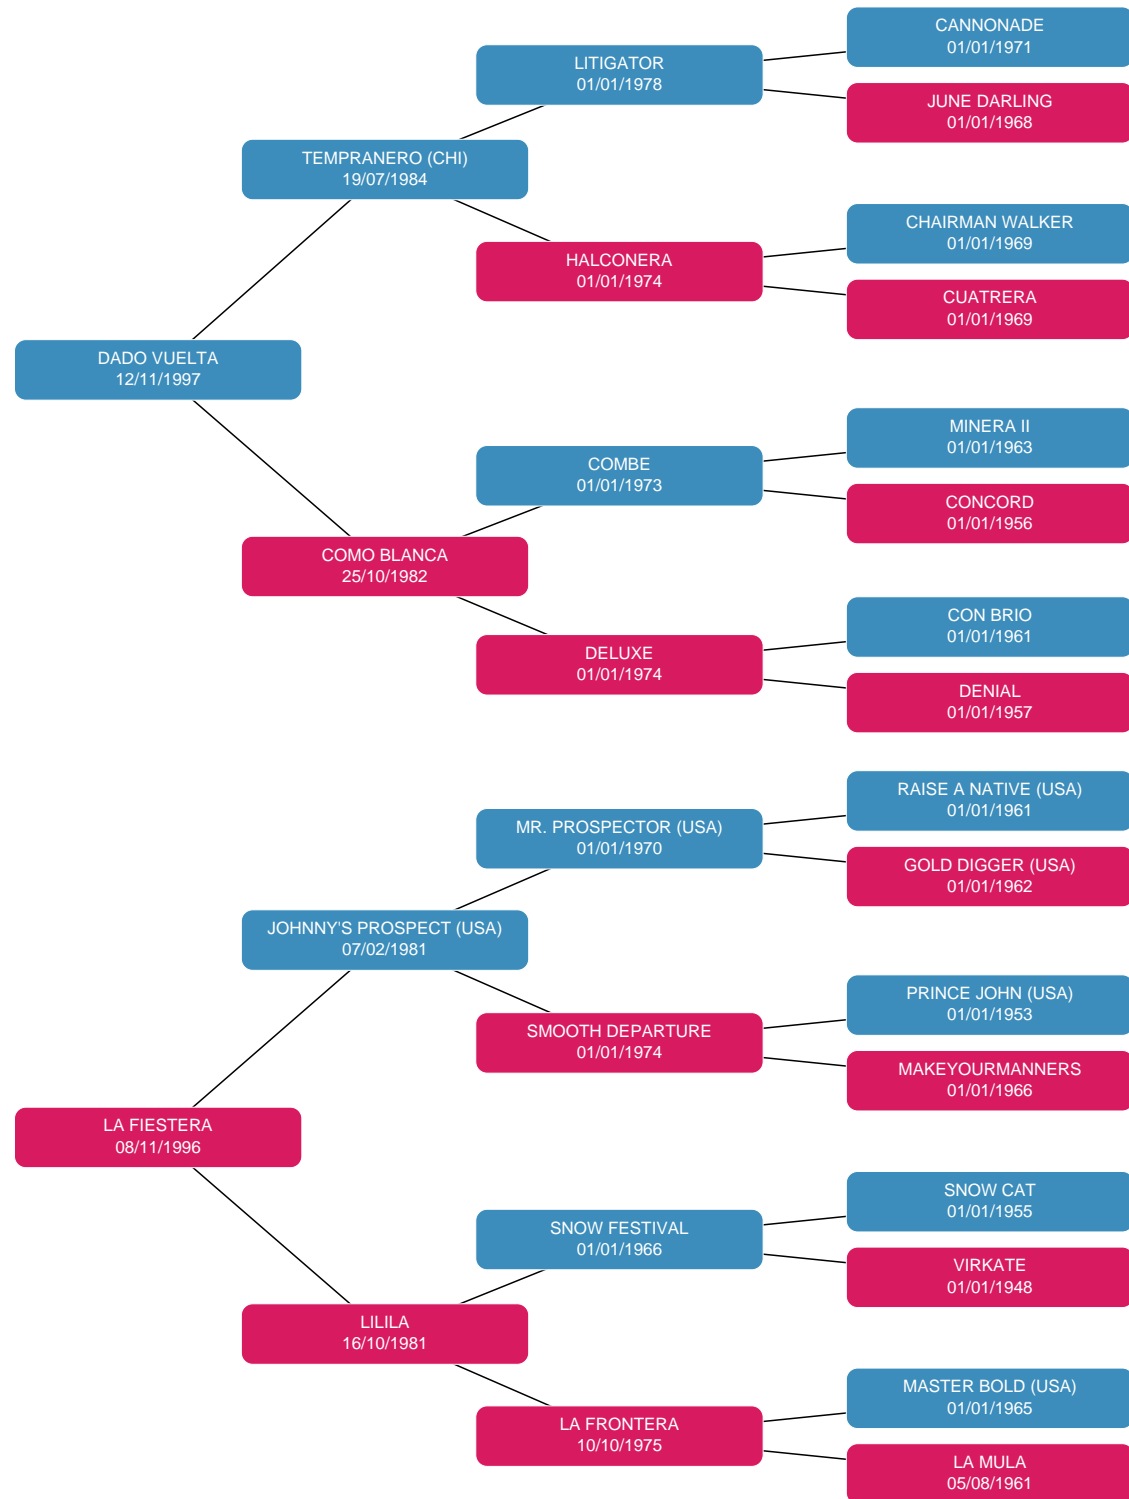 CANNONADE
01/01/1971
LITIGATOR
01/01/1978
JUNE DARLING
01/01/1968
TEMPRANERO (CHI)
19/07/1984
CHAIRMAN WALKER
01/01/1969
HALCONERA
01/01/1974
CUATRERA
01/01/1969
DADO VUELTA
12/11/1997
MINERA II
01/01/1963
COMBE
01/01/1973
CONCORD
01/01/1956
COMO BLANCA
25/10/1982
CON BRIO
01/01/1961
DELUXE
01/01/1974
DENIAL
01/01/1957
RAISE A NATIVE (USA)
01/01/1961
MR. PROSPECTOR (USA)
01/01/1970
GOLD DIGGER (USA)
01/01/1962
JOHNNY'S PROSPECT (USA)
07/02/1981
PRINCE JOHN (USA)
01/01/1953
SMOOTH DEPARTURE
01/01/1974
MAKEYOURMANNERS
01/01/1966
LA FIESTERA
08/11/1996
SNOW CAT
01/01/1955
SNOW FESTIVAL
01/01/1966
VIRKATE
01/01/1948
LILILA
16/10/1981
MASTER BOLD (USA)
01/01/1965
LA FRONTERA
10/10/1975
LA MULA
05/08/1961